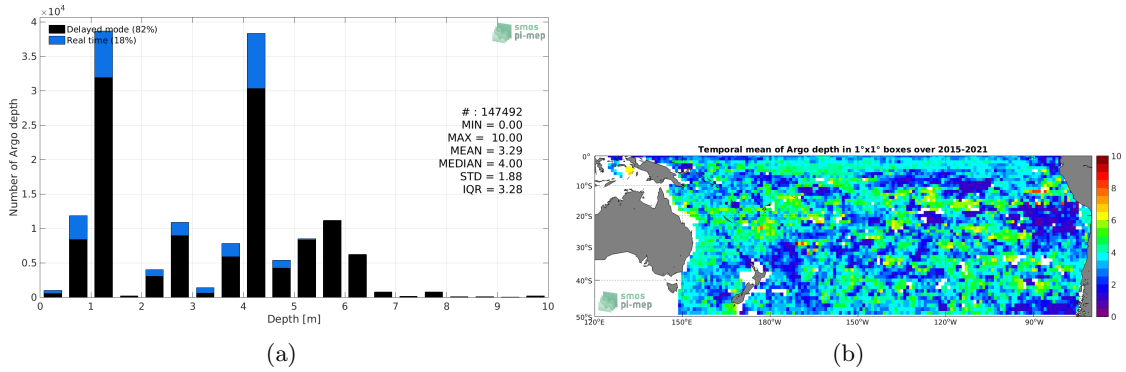 ×10⁴
Delayed mode (82%)
Real time (18%)
smos
pi-mep
# : 147492
MIN = 0.00
MAX = 10.00
MEAN = 3.29
MEDIAN = 4.00
STD = 1.88
IQR = 3.28
Number of Argo depth
4
3.5
3
2.5
2
1.5
1
0.5
0
1 2 3 4 5 6 7 8 9 10
Depth [m]
(a)
Temporal mean of Argo depth in 1°x1° boxes over 2015-2021
0°
10°S
20°S
30°S
40°S
50°S
120°E 150°E 180°W 150°W 120°W 90°W
10
8
6
4
2
0
smos
pi-mep
(b)